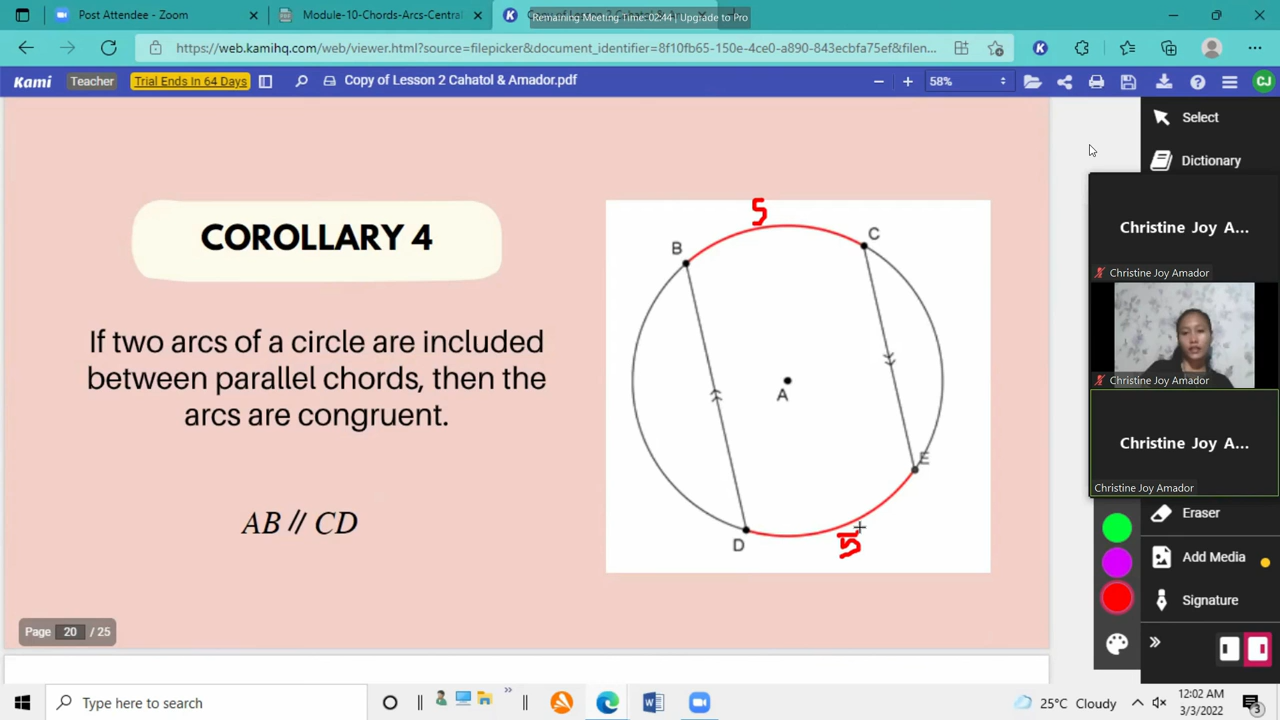 Post Attendee - Zoom
Module-10-Chords-Arcs-Central
Remaining Meeting Time: 02:44 | Upgrade to Pro
https://web.kamihq.com/web/viewer.html?source=filepicker&document_identifier=8f10fb65-150e-4ce0-a890-843ecbfa75ef&filen...
Kami
Teacher
Trial Ends In 64 Days
Copy of Lesson 2 Cahatol & Amador.pdf
58%
CJ
Select
Dictionary
COROLLARY 4
If two arcs of a circle are included
between parallel chords, then the
arcs are congruent.
AB // CD
5
B
C
A
E
D
5
Christine Joy A...
Christine Joy Amador
Christine Joy Amador
Christine Joy A...
Christine Joy Amador
Eraser
Add Media
Signature
Page 20 / 25
Type here to search
25°C Cloudy
12:02 AM
3/3/2022
3